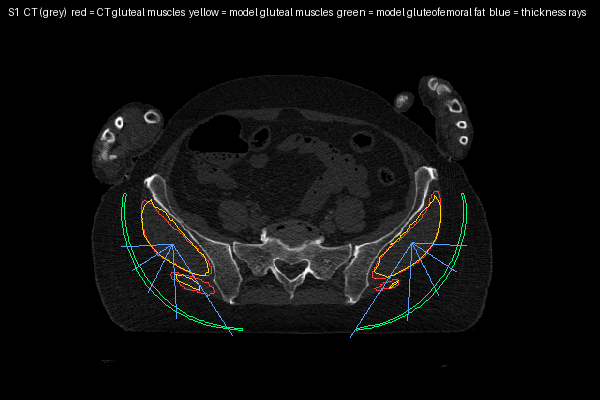 S1 CT (grey) red = CT gluteal muscles yellow = model gluteal muscles green = model gluteofemoral fat blue = thickness rays